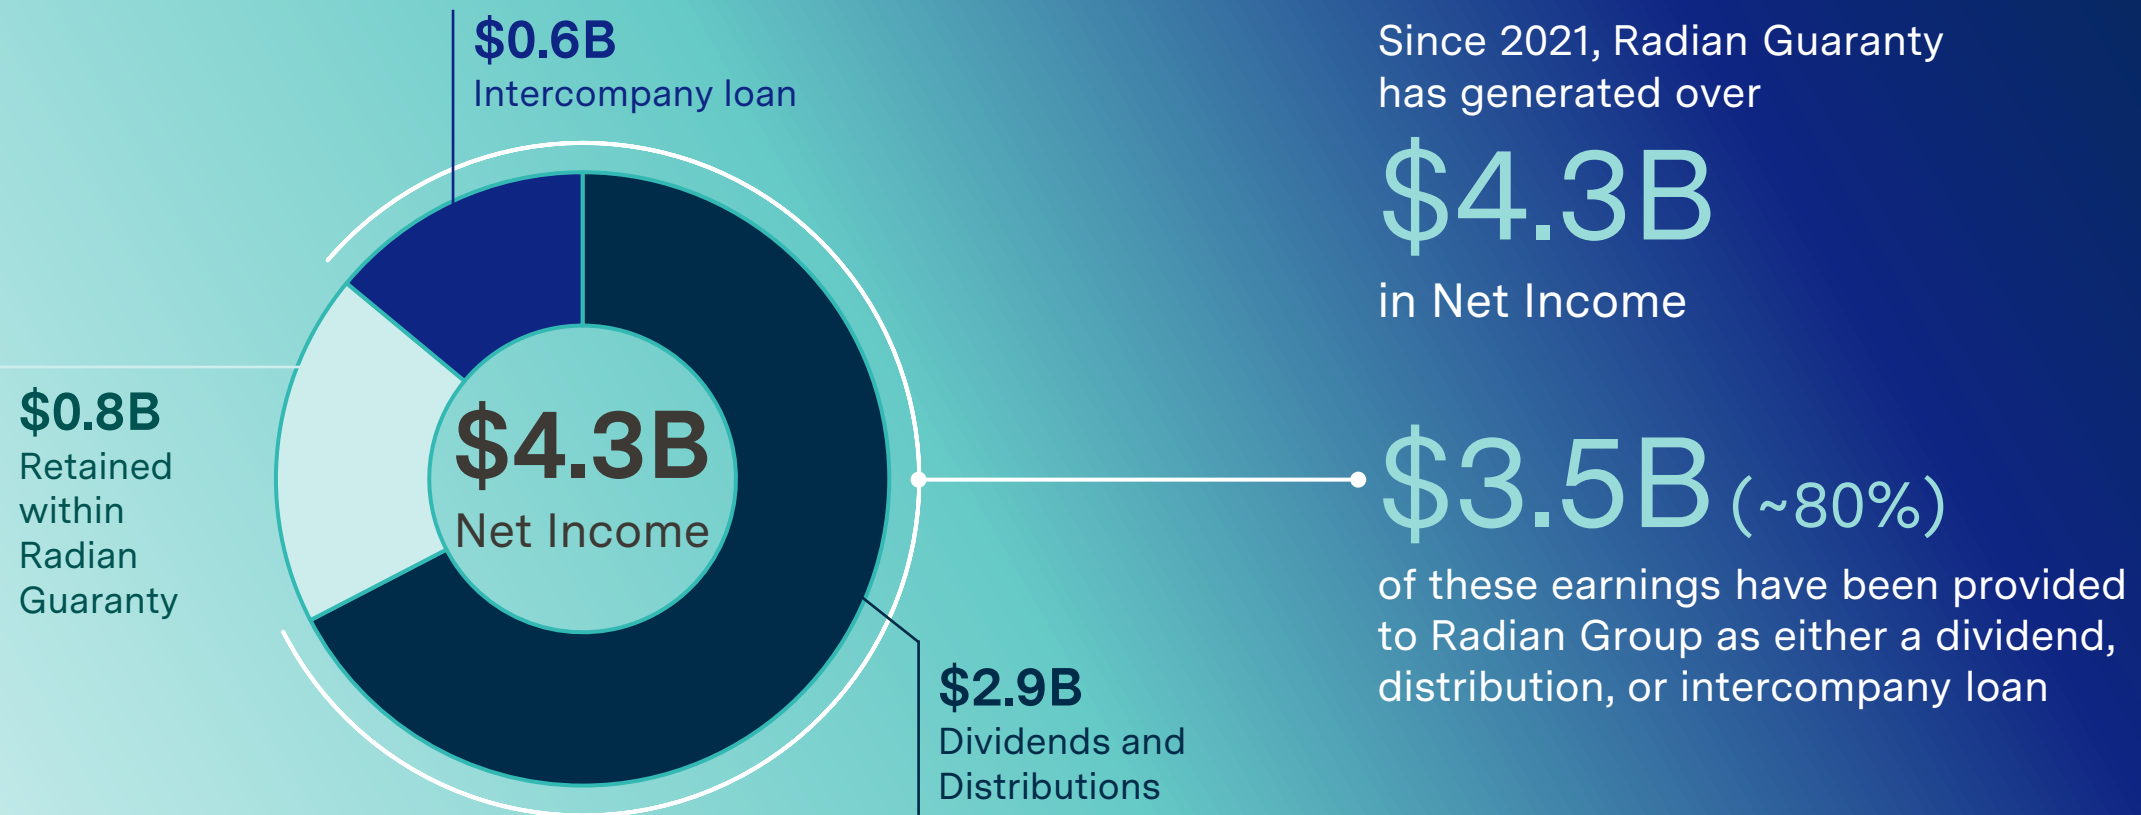 $0.6B
Intercompany loan
$0.8B
Retained
within
Radian
Guaranty
$4.3B
Net Income
$2.9B
Dividends and
Distributions
Since 2021, Radian Guaranty
has generated over
$4.3B
in Net Income
$3.5B (~80%)
of these earnings have been provided
to Radian Group as either a dividend,
distribution, or intercompany loan